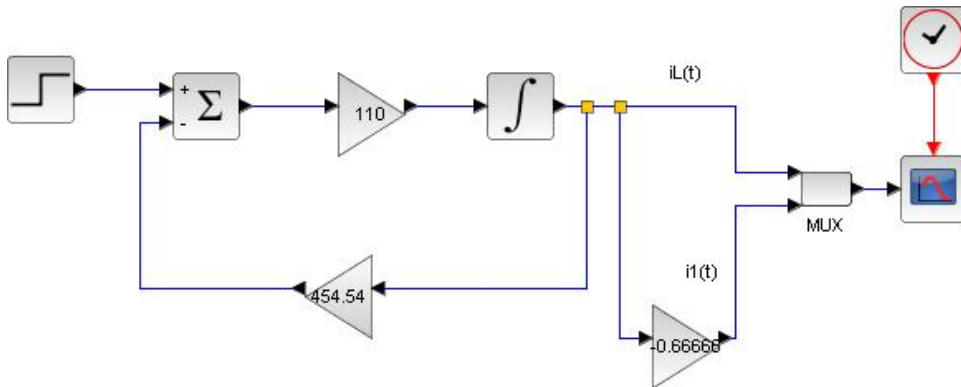 iL(t)
+
Σ
-
110
∫
MUX
454.54
i1(t)
-0.66666